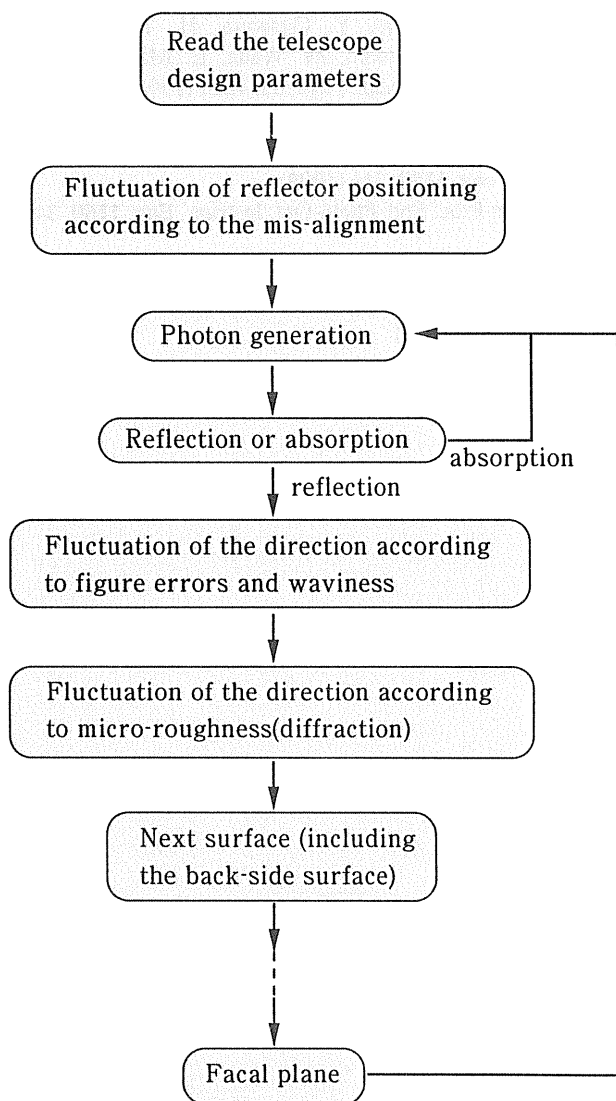 Read the telescope
design parameters
Fluctuation of reflector positioning
according to the mis-alignment
Photon generation
Reflection or absorption
absorption
reflection
Fluctuation of the direction according
to figure errors and waviness
Fluctuation of the direction according
to micro-roughness(diffraction)
Next surface (including
the back-side surface)
Facal plane